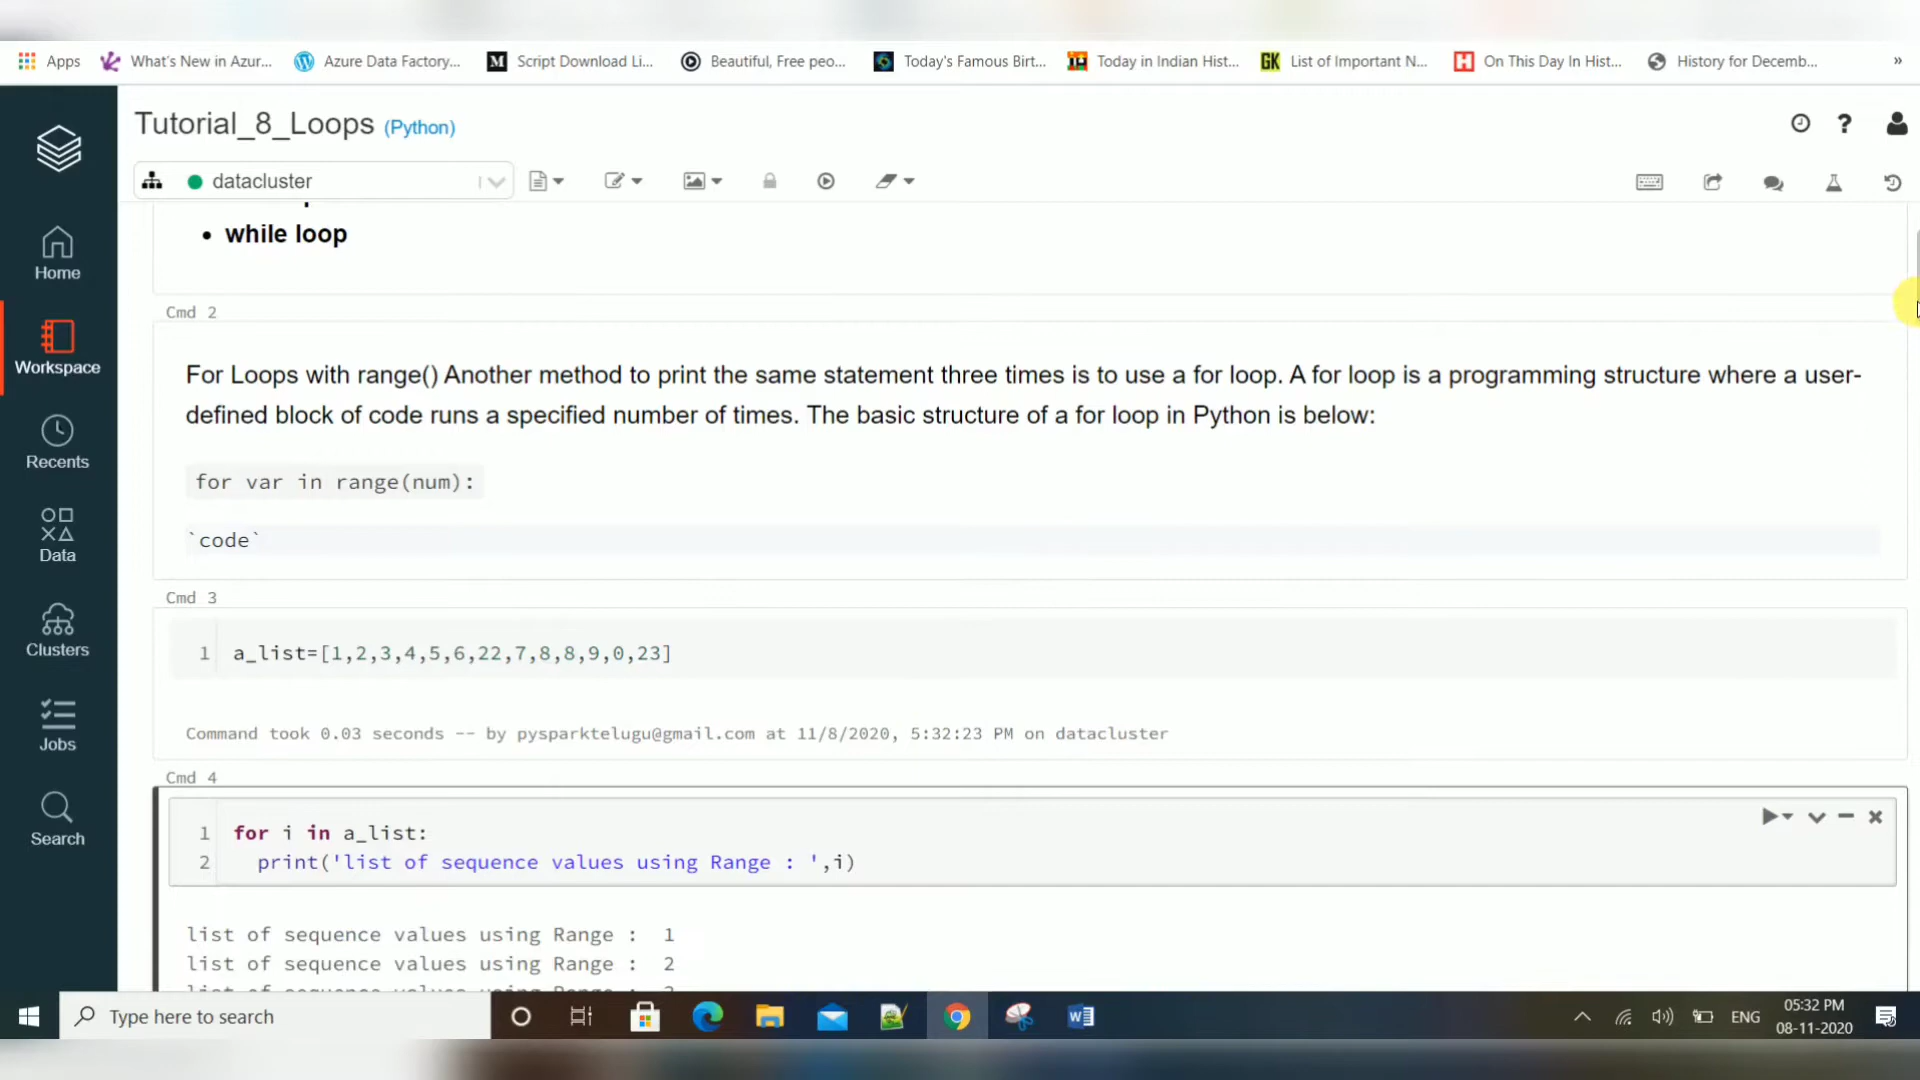 Apps What's New in Azur... Azure Data Factory... Script Download Li... Beautiful, Free peo... Today's Famous Birt... Today in Indian Hist... GK List of Important N... On This Day In Hist... History for Decemb... »
Tutorial_8_Loops (Python)
datacluster
• while loop
Home
Workspace
Recents
Data
Clusters
Jobs
Search
Cmd 2
For Loops with range() Another method to print the same statement three times is to use a for loop. A for loop is a programming structure where a user-
defined block of code runs a specified number of times. The basic structure of a for loop in Python is below:
for var in range(num):
`code`
Cmd 3
1 a_list=[1,2,3,4,5,6,22,7,8,8,9,0,23]
Command took 0.03 seconds -- by pysparktelugu@gmail.com at 11/8/2020, 5:32:23 PM on datacluster
Cmd 4
1 for i in a_list:
2 print('list of sequence values using Range : ',i)
list of sequence values using Range : 1
list of sequence values using Range : 2
Type here to search
ENG
05:32 PM
08-11-2020